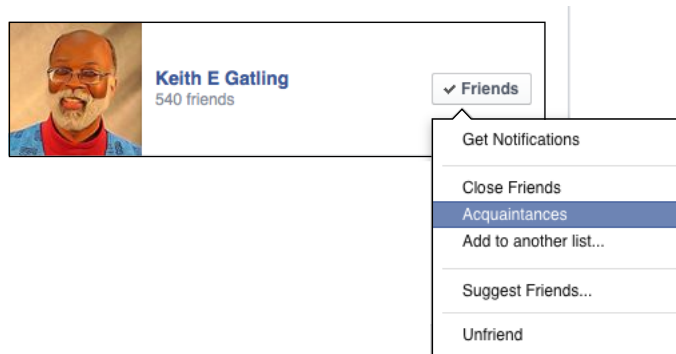 Keith E Gatling
540 friends
✔ Friends
Get Notifications
Close Friends
Acquaintances
Add to another list...
Suggest Friends...
Unfriend